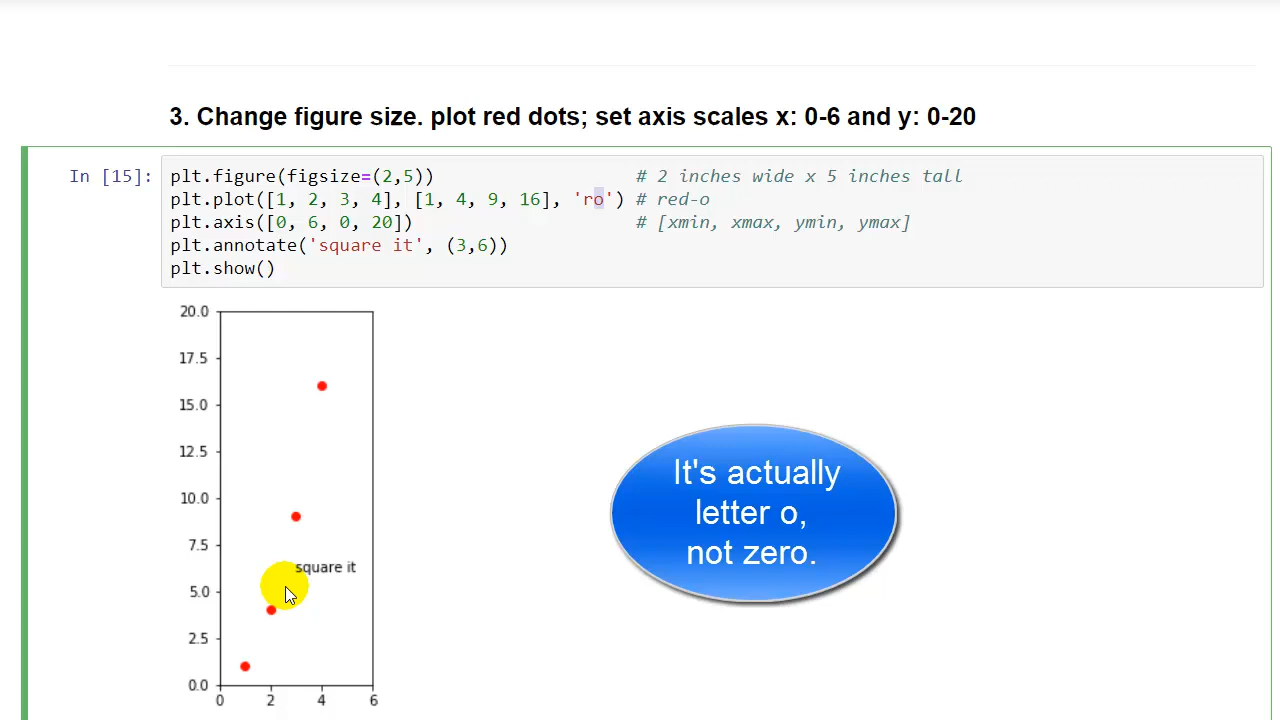 3. Change figure size. plot red dots; set axis scales x: 0-6 and y: 0-20
In [15]:
plt.figure(figsize=(2,5)) # 2 inches wide x 5 inches tall
plt.plot([1, 2, 3, 4], [1, 4, 9, 16], 'ro') # red-o
plt.axis([0, 6, 0, 20]) # [xmin, xmax, ymin, ymax]
plt.annotate('square it', (3,6))
plt.show()
20.0
17.5
15.0
12.5
10.0
7.5
5.0
2.5
0.0
square it
0 2 4 6
It's actually
letter o,
not zero.